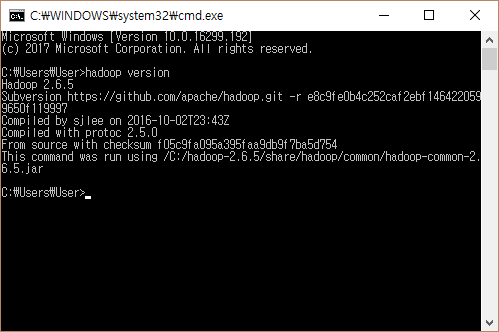 C:₩WINDOWS₩system32₩cmd.exe
Microsoft Windows [Version 10.0.16299.192]
(c) 2017 Microsoft Corporation. All rights reserved.
C:₩Users₩User>hadoop version
Hadoop 2.6.5
Subversion https://github.com/apache/hadoop.git -r e8c9fe0b4c252caf2ebf146422059
9650f119997
Compiled by sjlee on 2016-10-02T23:43Z
Compiled with protoc 2.5.0
From source with checksum f05c9fa095a395faa9db9f7ba5d754
This command was run using /C:/hadoop-2.6.5/share/hadoop/common/hadoop-common-2.
6.5.jar
C:₩Users₩User>